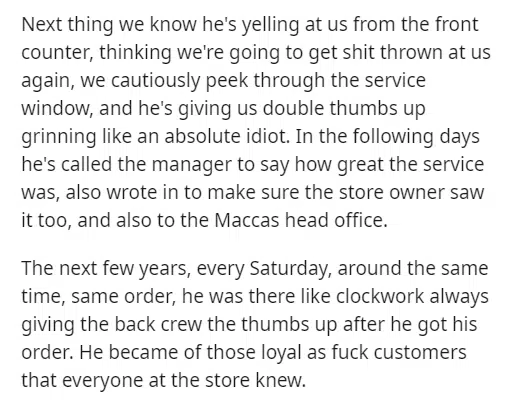 Next thing we know he's yelling at us from the front
counter, thinking we're going to get shit thrown at us
again, we cautiously peek through the service
window, and he's giving us double thumbs up
grinning like an absolute idiot. In the following days
he's called the manager to say how great the service
was, also wrote in to make sure the store owner saw
it too, and also to the Maccas head office.
The next few years, every Saturday, around the same
time, same order, he was there like clockwork always
giving the back crew the thumbs up after he got his
order. He became of those loyal as fuck customers
that everyone at the store knew.